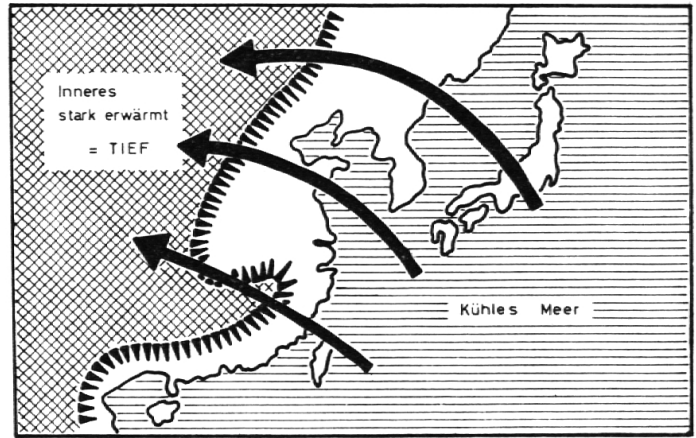 Inneres
stark erwärmt
= TIEF
Kühles Meer